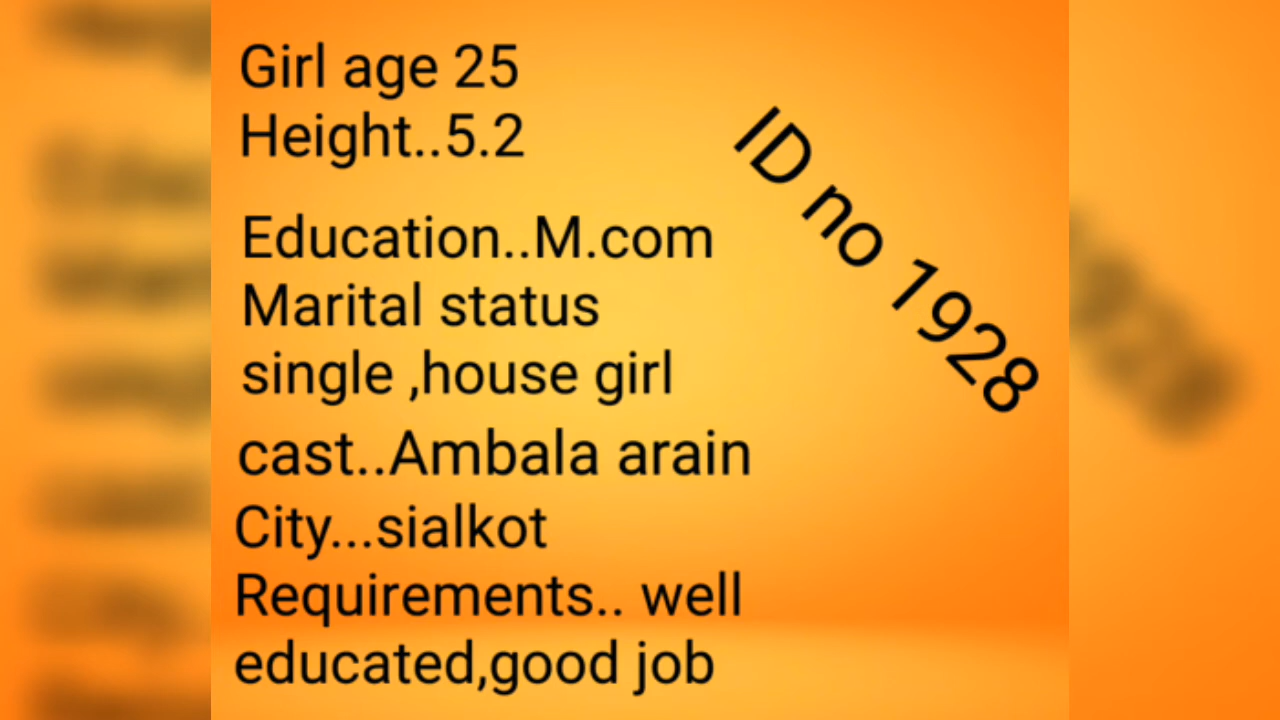 Girl age 25
Height..5.2
ID no 1928
Education..M.com
Marital status
single ,house girl
cast..Ambala arain
City...sialkot
Requirements.. well
educated,good job